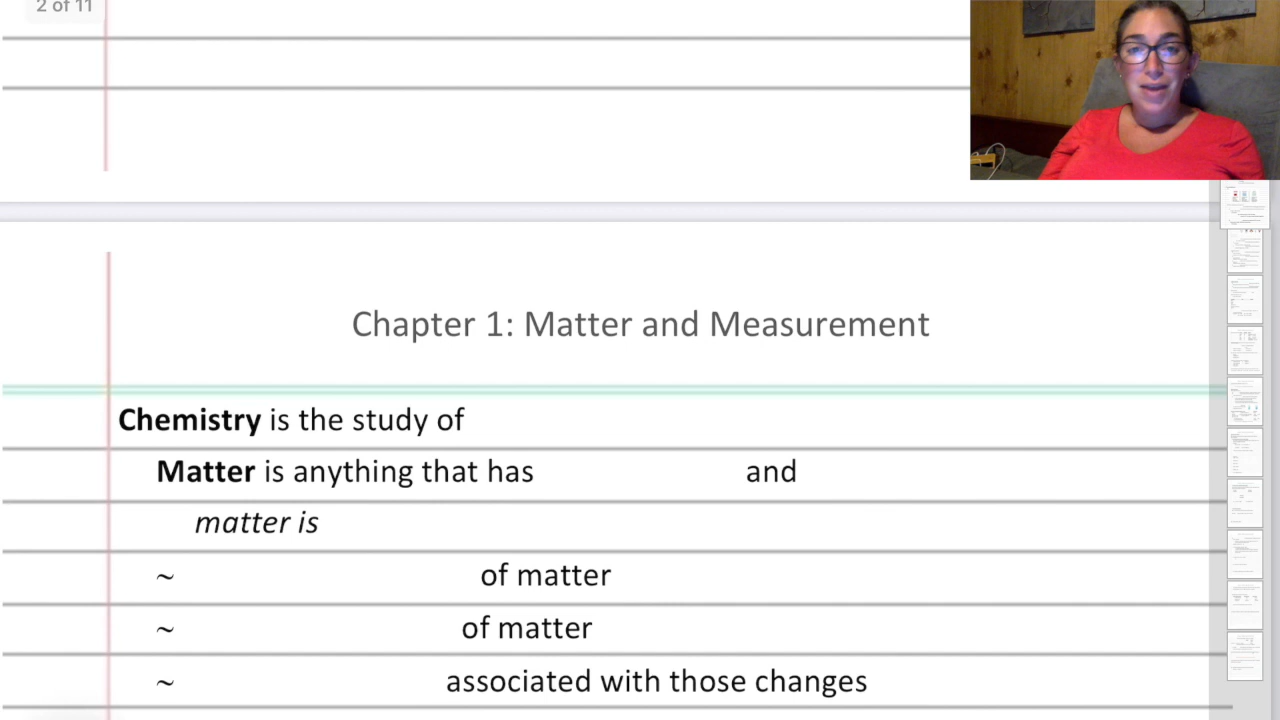 2 of 11
Chapter 1: Matter and Measurement
Chemistry is the study of
Matter is anything that has and
matter is
~ of matter
~ of matter
~ associated with those changes